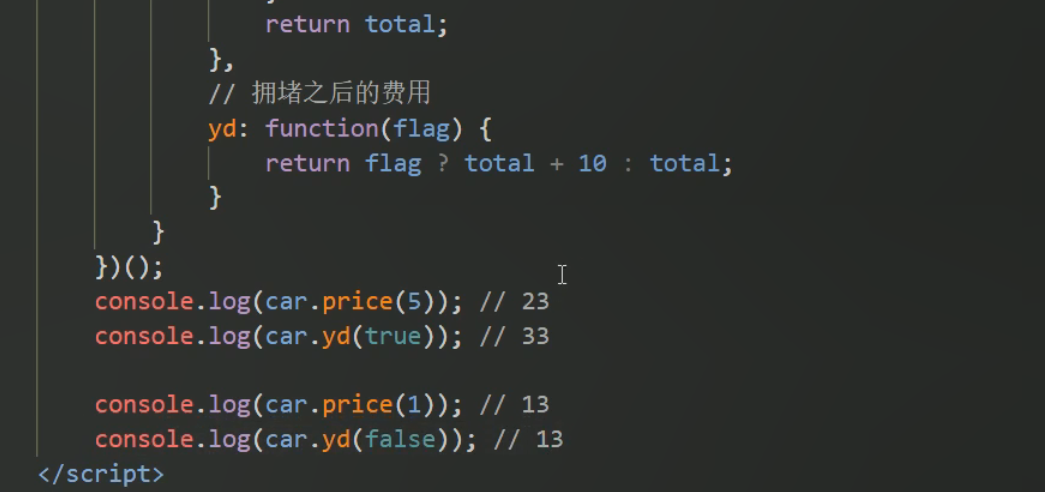 return total;
},
// 拥堵之后的费用
yd: function(flag) {
return flag ? total + 10 : total;
}
}
})();
console.log(car.price(5)); // 23
console.log(car.yd(true)); // 33
console.log(car.price(1)); // 13
console.log(car.yd(false)); // 13
</script>